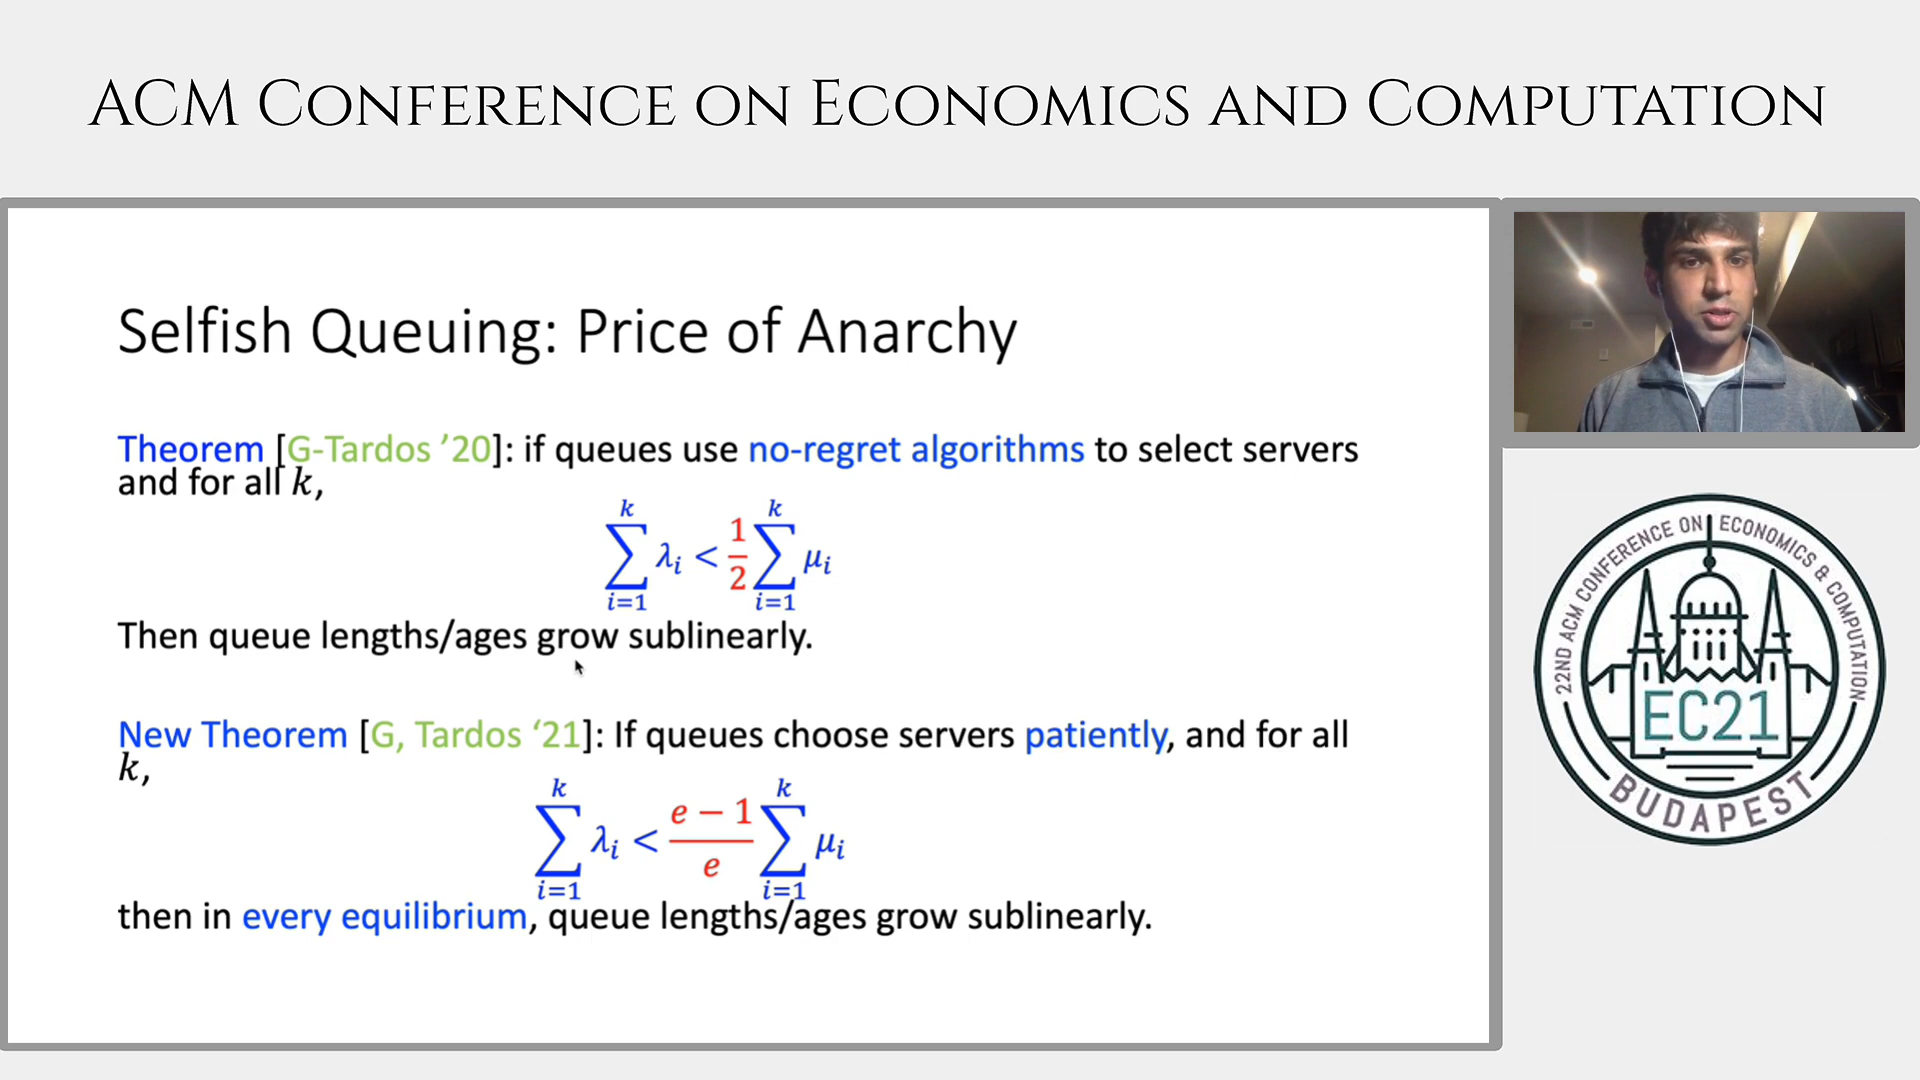 ACM Conference on Economics and Computation
Selfish Queuing: Price of Anarchy
Theorem [G-Tardos ’20]: if queues use no-regret algorithms to select servers
and for all k,
∑_{i=1}^{k} λ_i < 1/2 ∑_{i=1}^{k} μ_i
Then queue lengths/ages grow sublinearly.
New Theorem [G, Tardos ‘21]: If queues choose servers patiently, and for all
k,
∑_{i=1}^{k} λ_i < (e − 1)/e ∑_{i=1}^{k} μ_i
then in every equilibrium, queue lengths/ages grow sublinearly.
22ND ACM CONFERENCE ON ECONOMICS & COMPUTATION
EC21
BUDAPEST